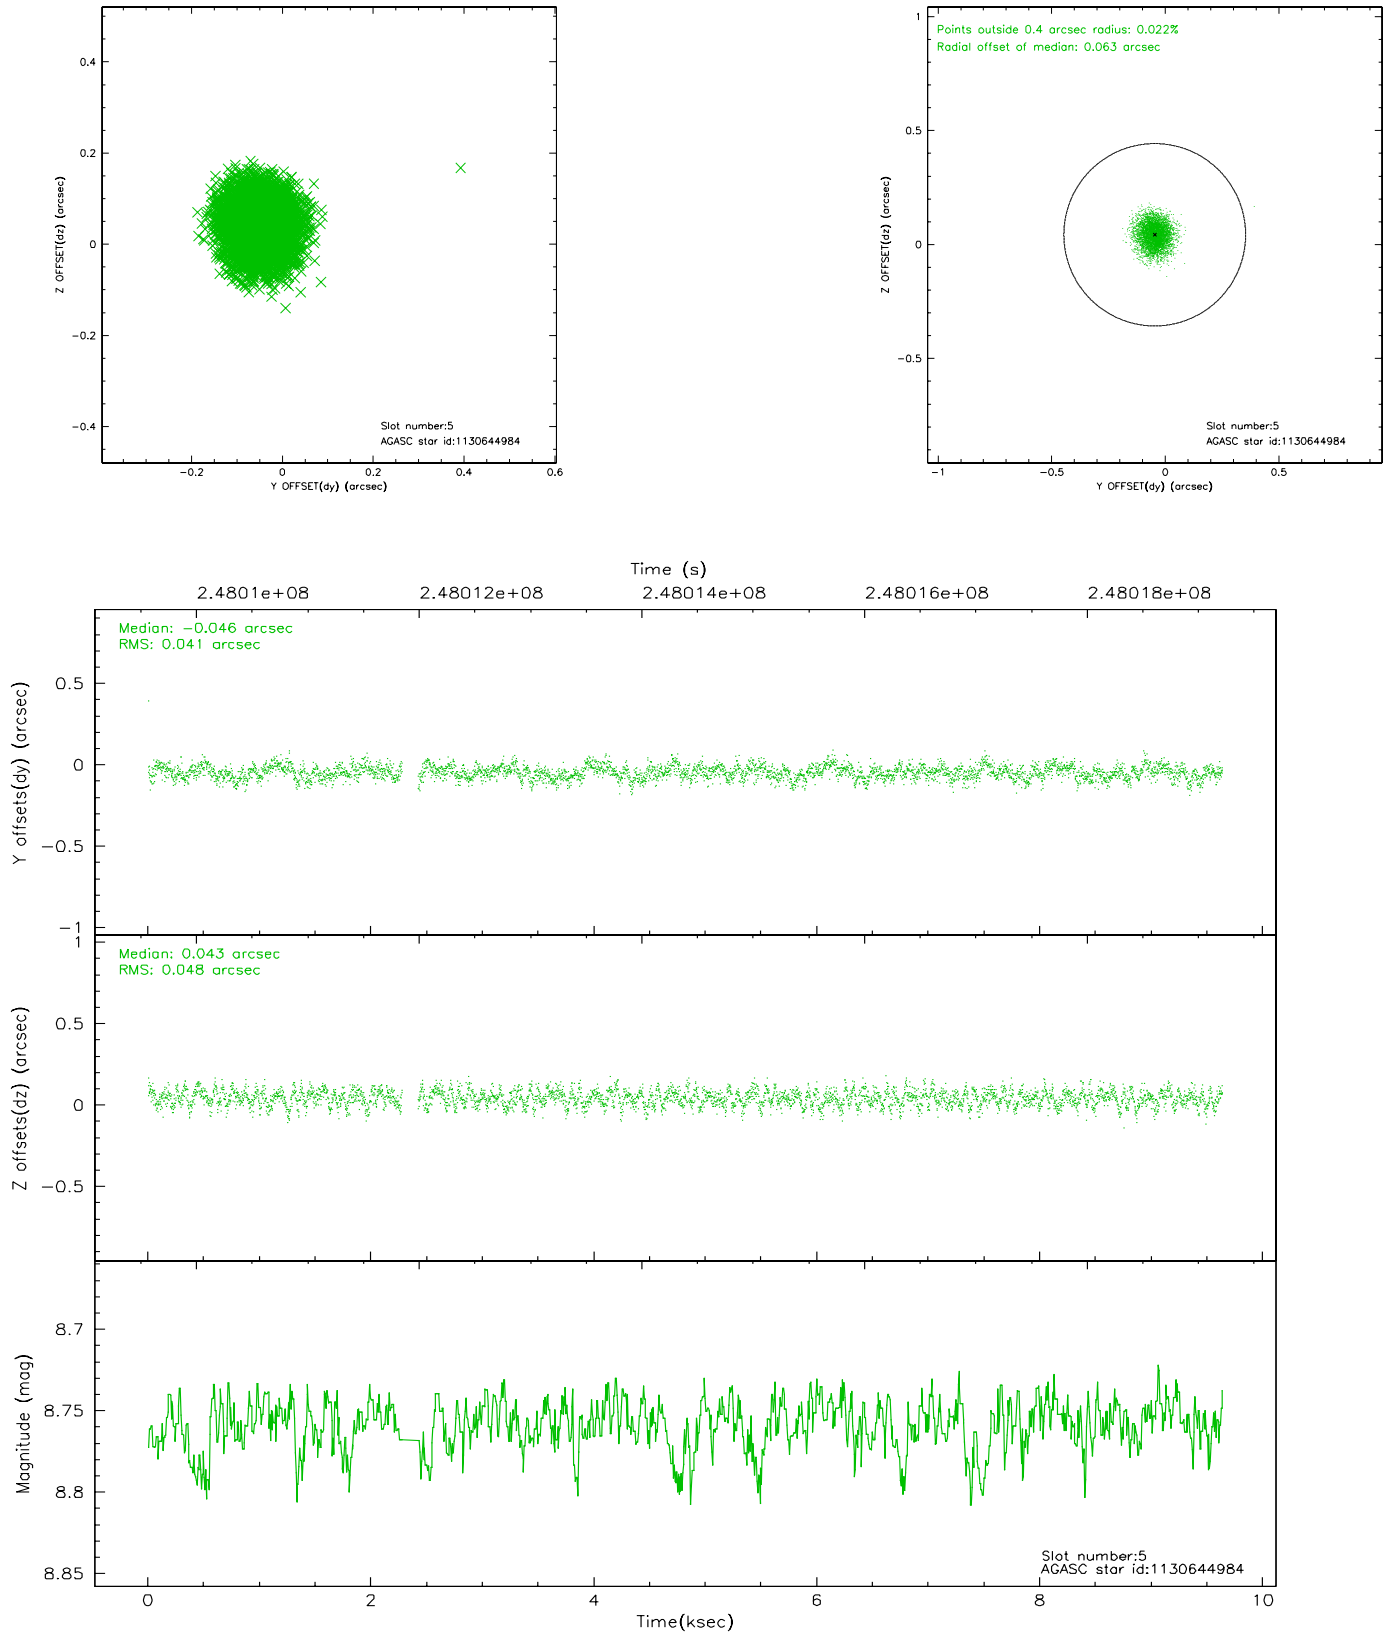 0.4
0.2
0
−0.2
−0.4
Z OFFSET(dz) (arcsec)
Slot number:5
AGASC star id:1130644984
−0.2
0
0.2
0.4
0.6
Y OFFSET(dy) (arcsec)
1
0.5
0
−0.5
Z OFFSET(dz) (arcsec)
Points outside 0.4 arcsec radius: 0.022%
Radial offset of median: 0.063 arcsec
Slot number:5
AGASC star id:1130644984
−1
−0.5
0
0.5
Y OFFSET(dy) (arcsec)
Time (s)
2.4801e+08
2.48012e+08
2.48014e+08
2.48016e+08
2.48018e+08
Median: −0.046 arcsec
RMS: 0.041 arcsec
0.5
0
−0.5
−1
Y offsets(dy) (arcsec)
Median: 0.043 arcsec
RMS: 0.048 arcsec
1
0.5
0
−0.5
Z offsets(dz) (arcsec)
8.7
8.75
8.8
8.85
Magnitude (mag)
Slot number:5
AGASC star id:1130644984
0
2
4
6
8
10
Time(ksec)